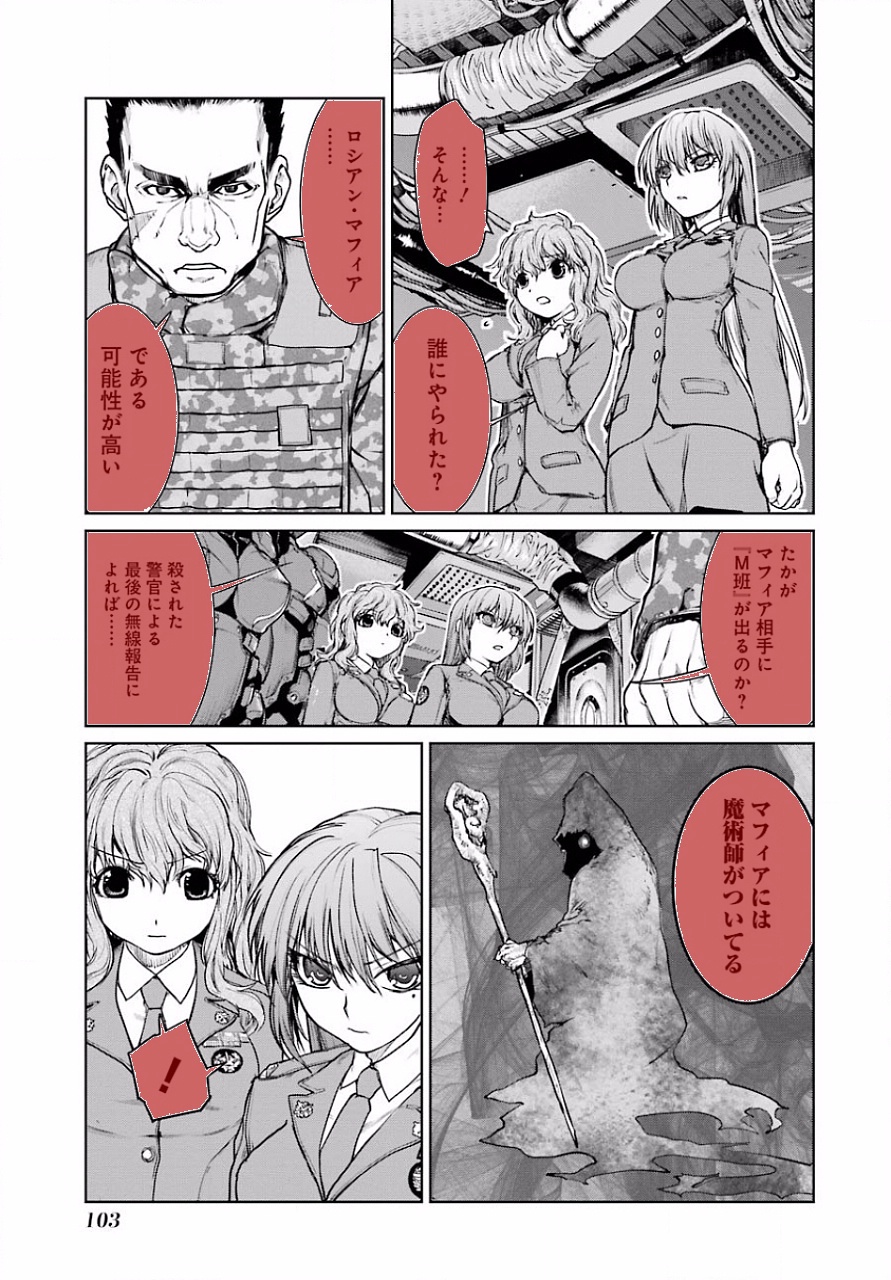 ……！
そんな…
誰にやられた？
ロシアン・マフィア
……
である
可能性が高い
たかが
マフィア相手に
『M班』が出るのか？
殺された
警官による
最後の無線報告に
よれば……
マフィアには
魔術師がついてる
！
103